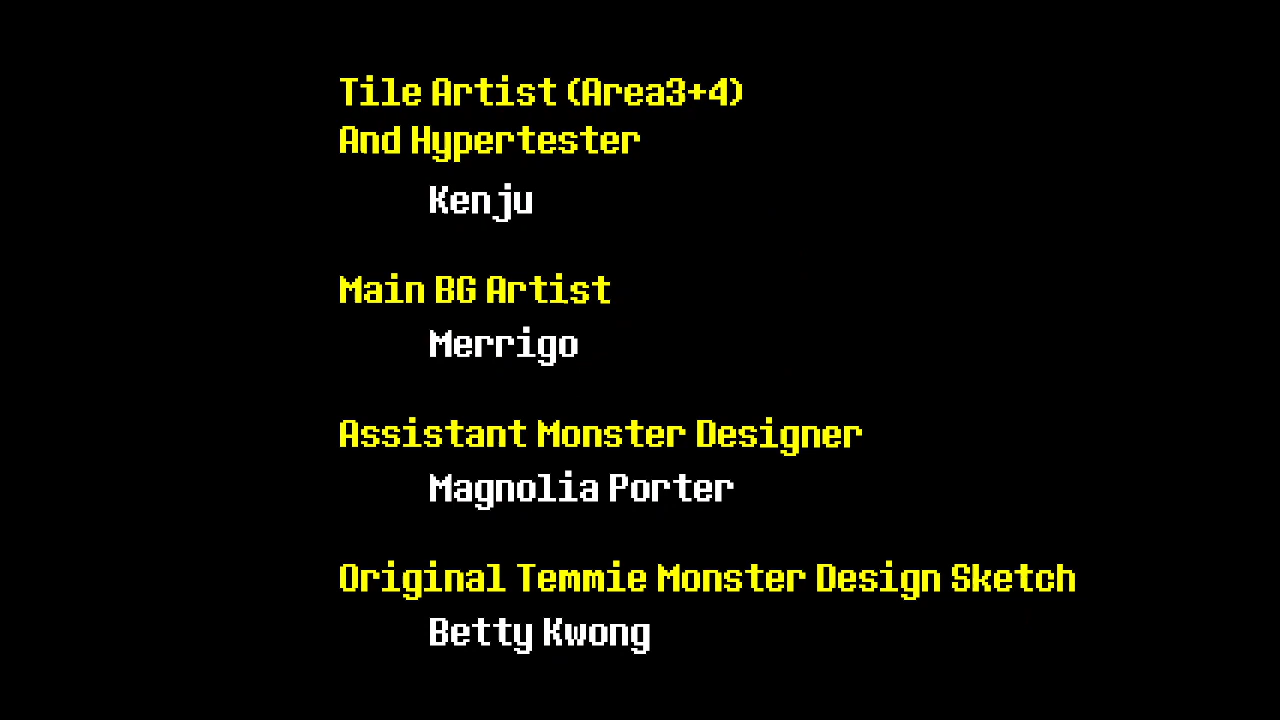 Tile Artist (Area3+4)
And Hypertester
Kenju
Main BG Artist
Merrigo
Assistant Monster Designer
Magnolia Porter
Original Temmie Monster Design Sketch
Betty Kwong